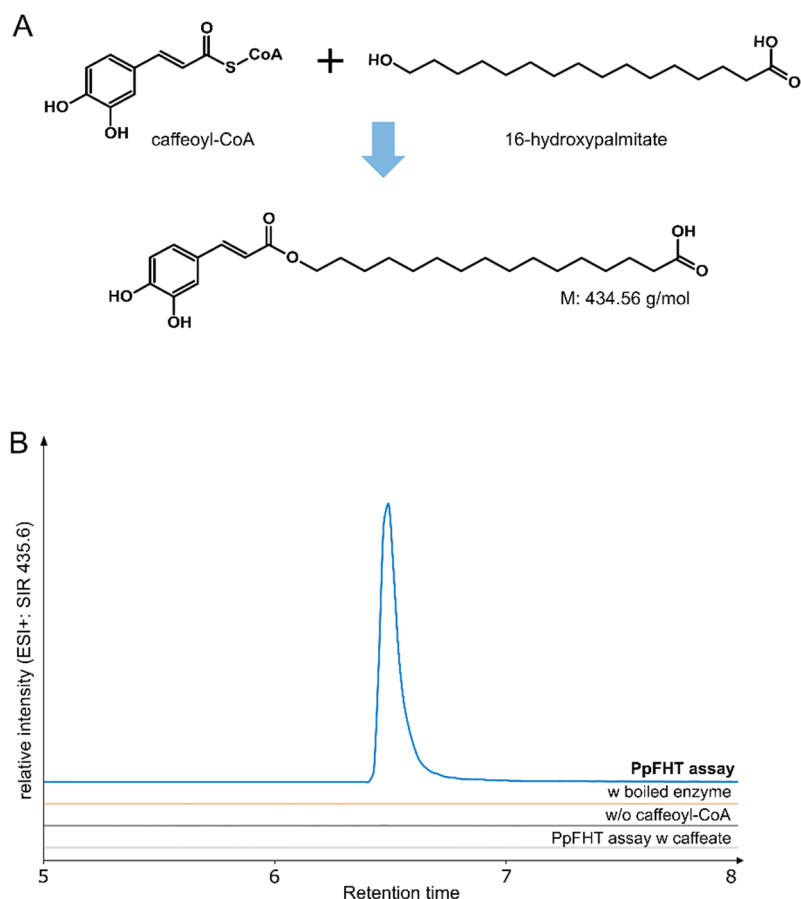 A
O
S
CoA
HO
OH
caffeoyl-CoA
+
HO
HO
O
16-hydroxypalmitate
O
O
HO
OH
OH
O
M: 434.56 g/mol
B
relative intensity (ESI+: SIR 435.6)
PpFHT assay
w boiled enzyme
w/o caffeoyl-CoA
PpFHT assay w caffeate
5 6 7 8
Retention time